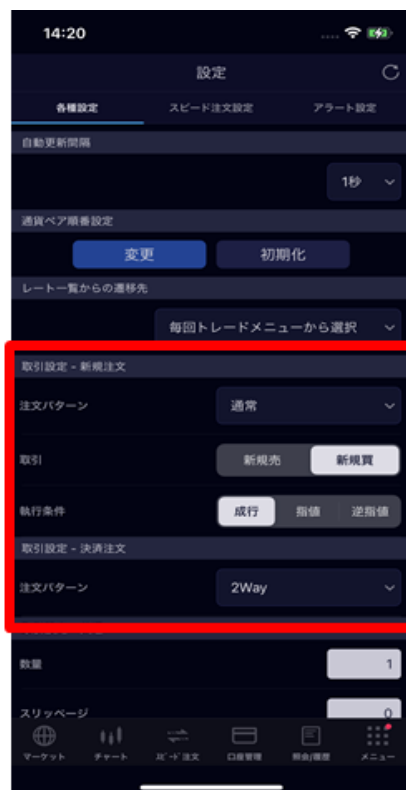 14:20
設定
各種設定 スピード注文設定 アラート設定
自動更新間隔
1秒
通貨ペア順番設定
変更 初期化
レート一覧からの遷移先
毎回トレードメニューから選択
取引設定 - 新規注文
注文パターン 通常
取引 新規売 新規買
執行条件 成行 指値 逆指値
取引設定 - 決済注文
注文パターン 2Way
数量 1
スリッページ 0
マーケット チャート スピード注文 口座管理 照会/履歴 メニュー